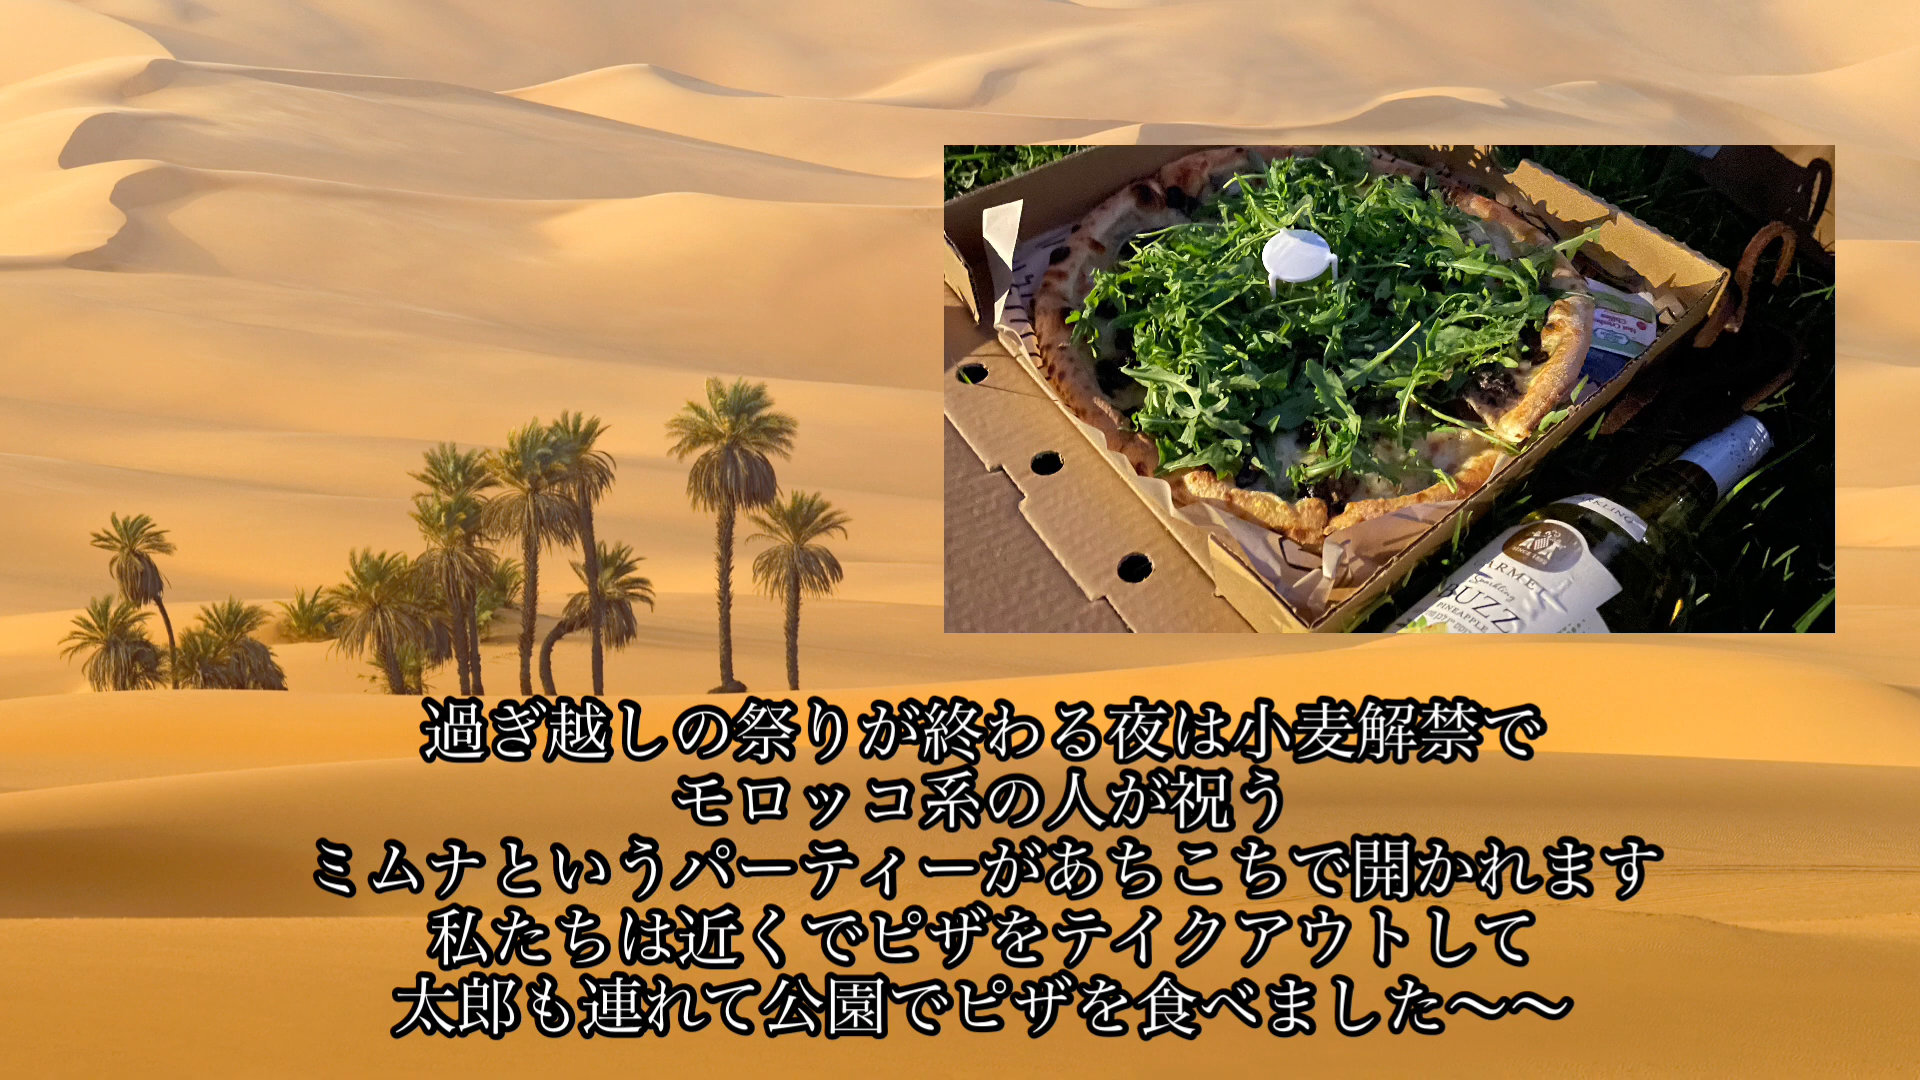 過ぎ越しの祭りが終わる夜は小麦解禁で
モロッコ系の人が祝う
ミムナというパーティーがあちこちで開かれます
私たちは近くでピザをテイクアウトして
太郎も連れて公園でピザを食べました〜〜
ARME
Sparkling
BUZZ
PINEAPPLE